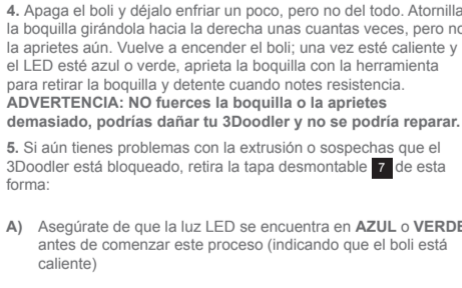 4. Apaga el boli y déjalo enfriar un poco, pero no del todo. Atornilla
la boquilla girándola hacia la derecha unas cuantas veces, pero no
la aprietes aún. Vuelve a encender el boli; una vez esté caliente y
el LED esté azul o verde, aprieta la boquilla con la herramienta
para retirar la boquilla y detente cuando notes resistencia.
ADVERTENCIA: NO fuerces la boquilla o la aprietes
demasiado, podrías dañar tu 3Doodler y no se podría reparar.
5. Si aún tienes problemas con la extrusión o sospechas que el
3Doodler está bloqueado, retira la tapa desmontable 7 de esta
forma:
A) Asegúrate de que la luz LED se encuentra en AZUL o VERDE
antes de comenzar este proceso (indicando que el boli está
caliente)